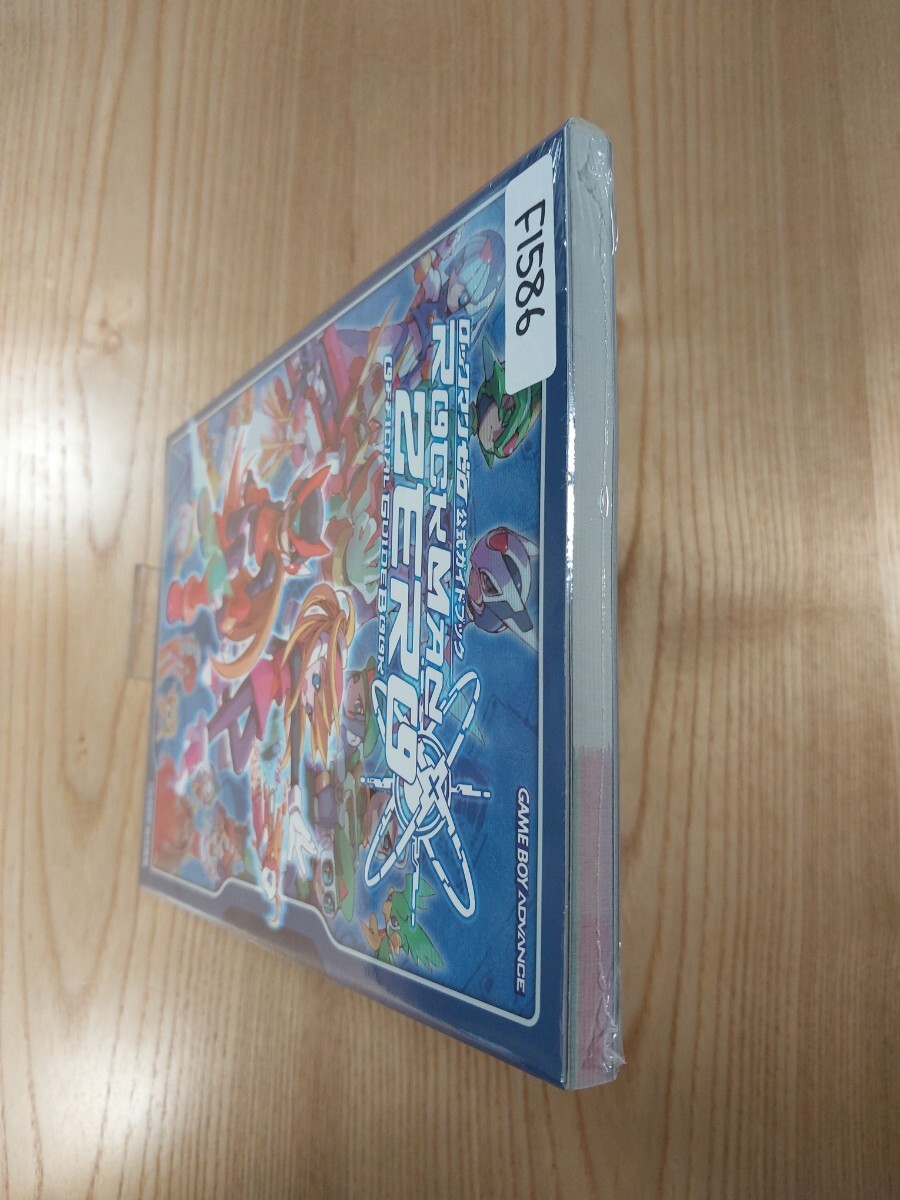 F1586
ロックマン ゼロ 公式ガイドブック
ROCKMAN
ZERO
OFFICIAL GUIDE BOOK
GAME BOY ADVANCE